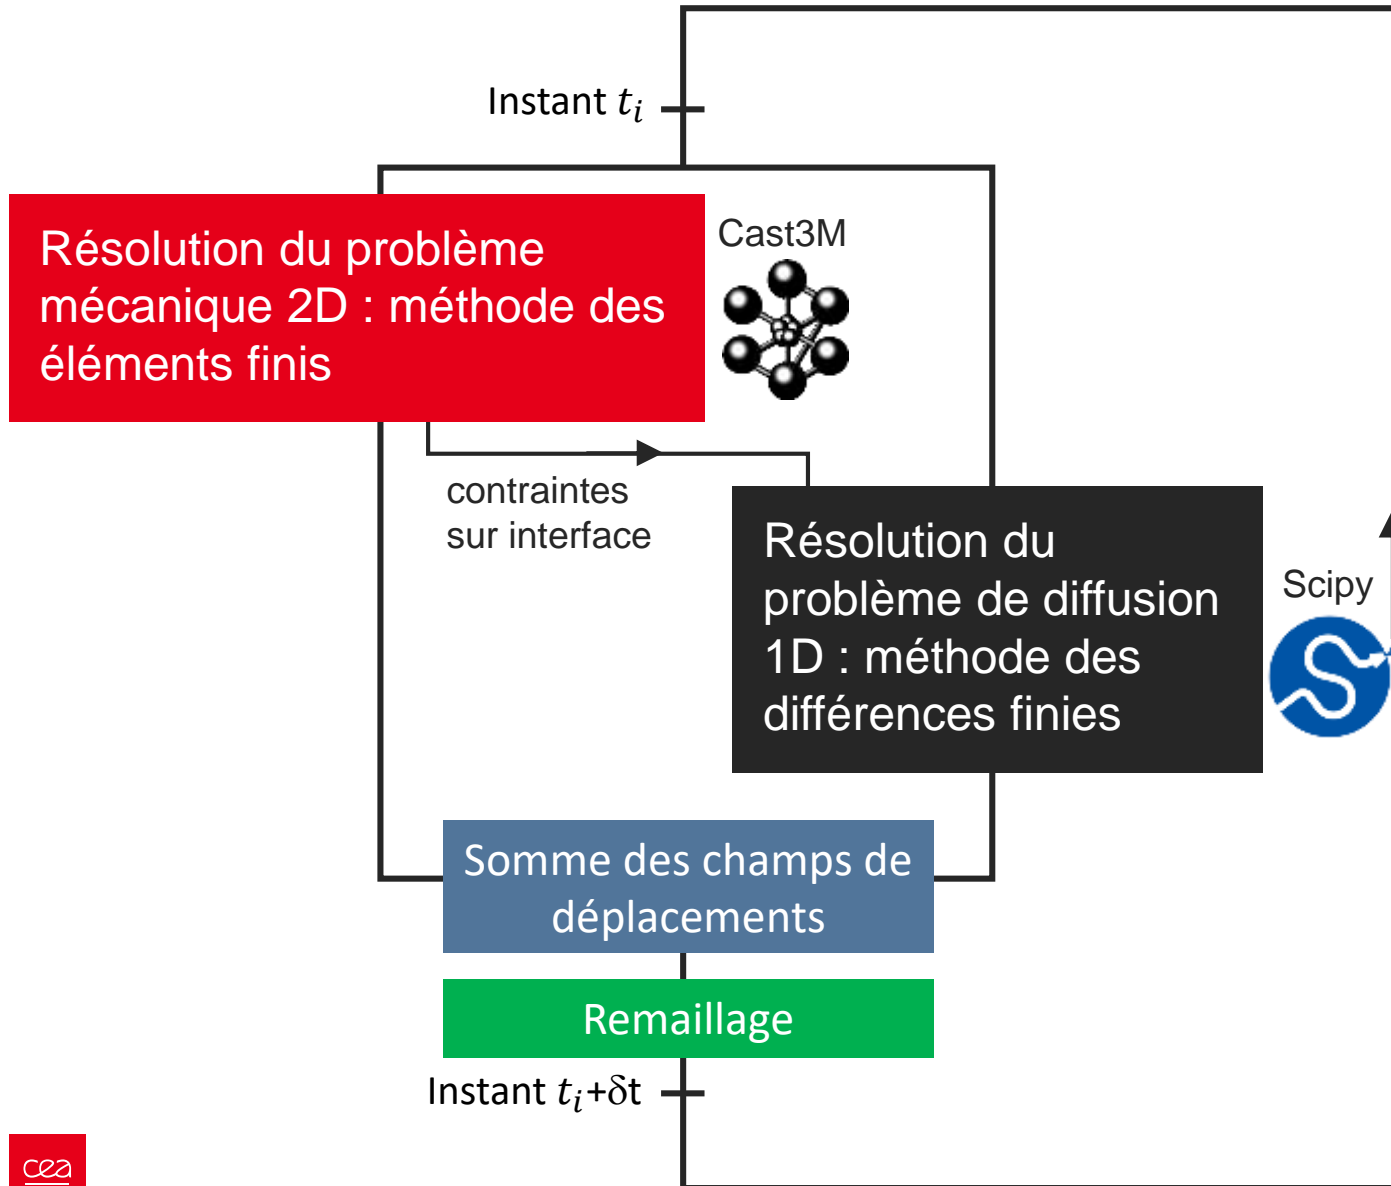 Instant tᵢ
Résolution du problème
mécanique 2D : méthode des
éléments finis
Cast3M
contraintes
sur interface
Résolution du
problème de diffusion
1D : méthode des
différences finies
Scipy
Somme des champs de
déplacements
Remaillage
Instant tᵢ+δt
cea